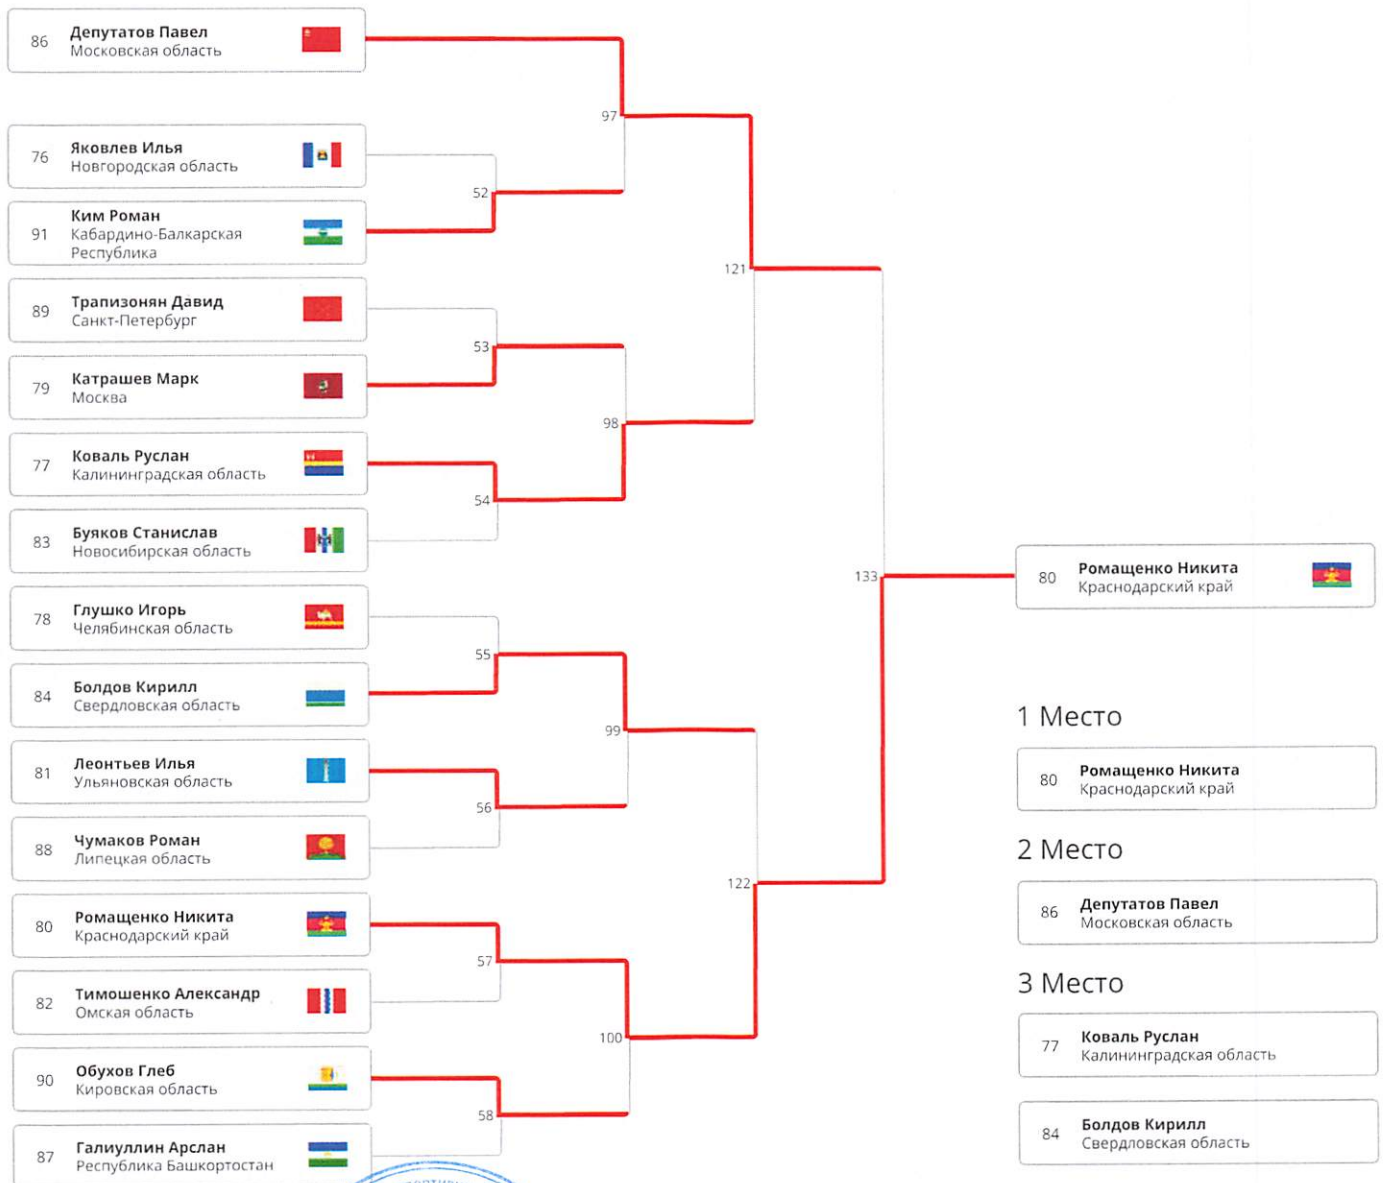 86
Депутатов Павел
Московская область
76
Яковлев Илья
Новгородская область
91
Ким Роман
Кабардино-Балкарская
Республика
89
Трапизонян Давид
Санкт-Петербург
79
Катрашев Марк
Москва
77
Коваль Руслан
Калининградская область
83
Буяков Станислав
Новосибирская область
78
Глушко Игорь
Челябинская область
84
Болдов Кирилл
Свердловская область
81
Леонтьев Илья
Ульяновская область
88
Чумаков Роман
Липецкая область
80
Ромащенко Никита
Краснодарский край
82
Тимошенко Александр
Омская область
90
Обухов Глеб
Кировская область
87
Галиуллин Арслан
Республика Башкортостан
52
53
54
55
56
57
58
97
98
99
100
121
122
133
80
Ромащенко Никита
Краснодарский край
1 Место
80
Ромащенко Никита
Краснодарский край
2 Место
86
Депутатов Павел
Московская область
3 Место
77
Коваль Руслан
Калининградская область
84
Болдов Кирилл
Свердловская область